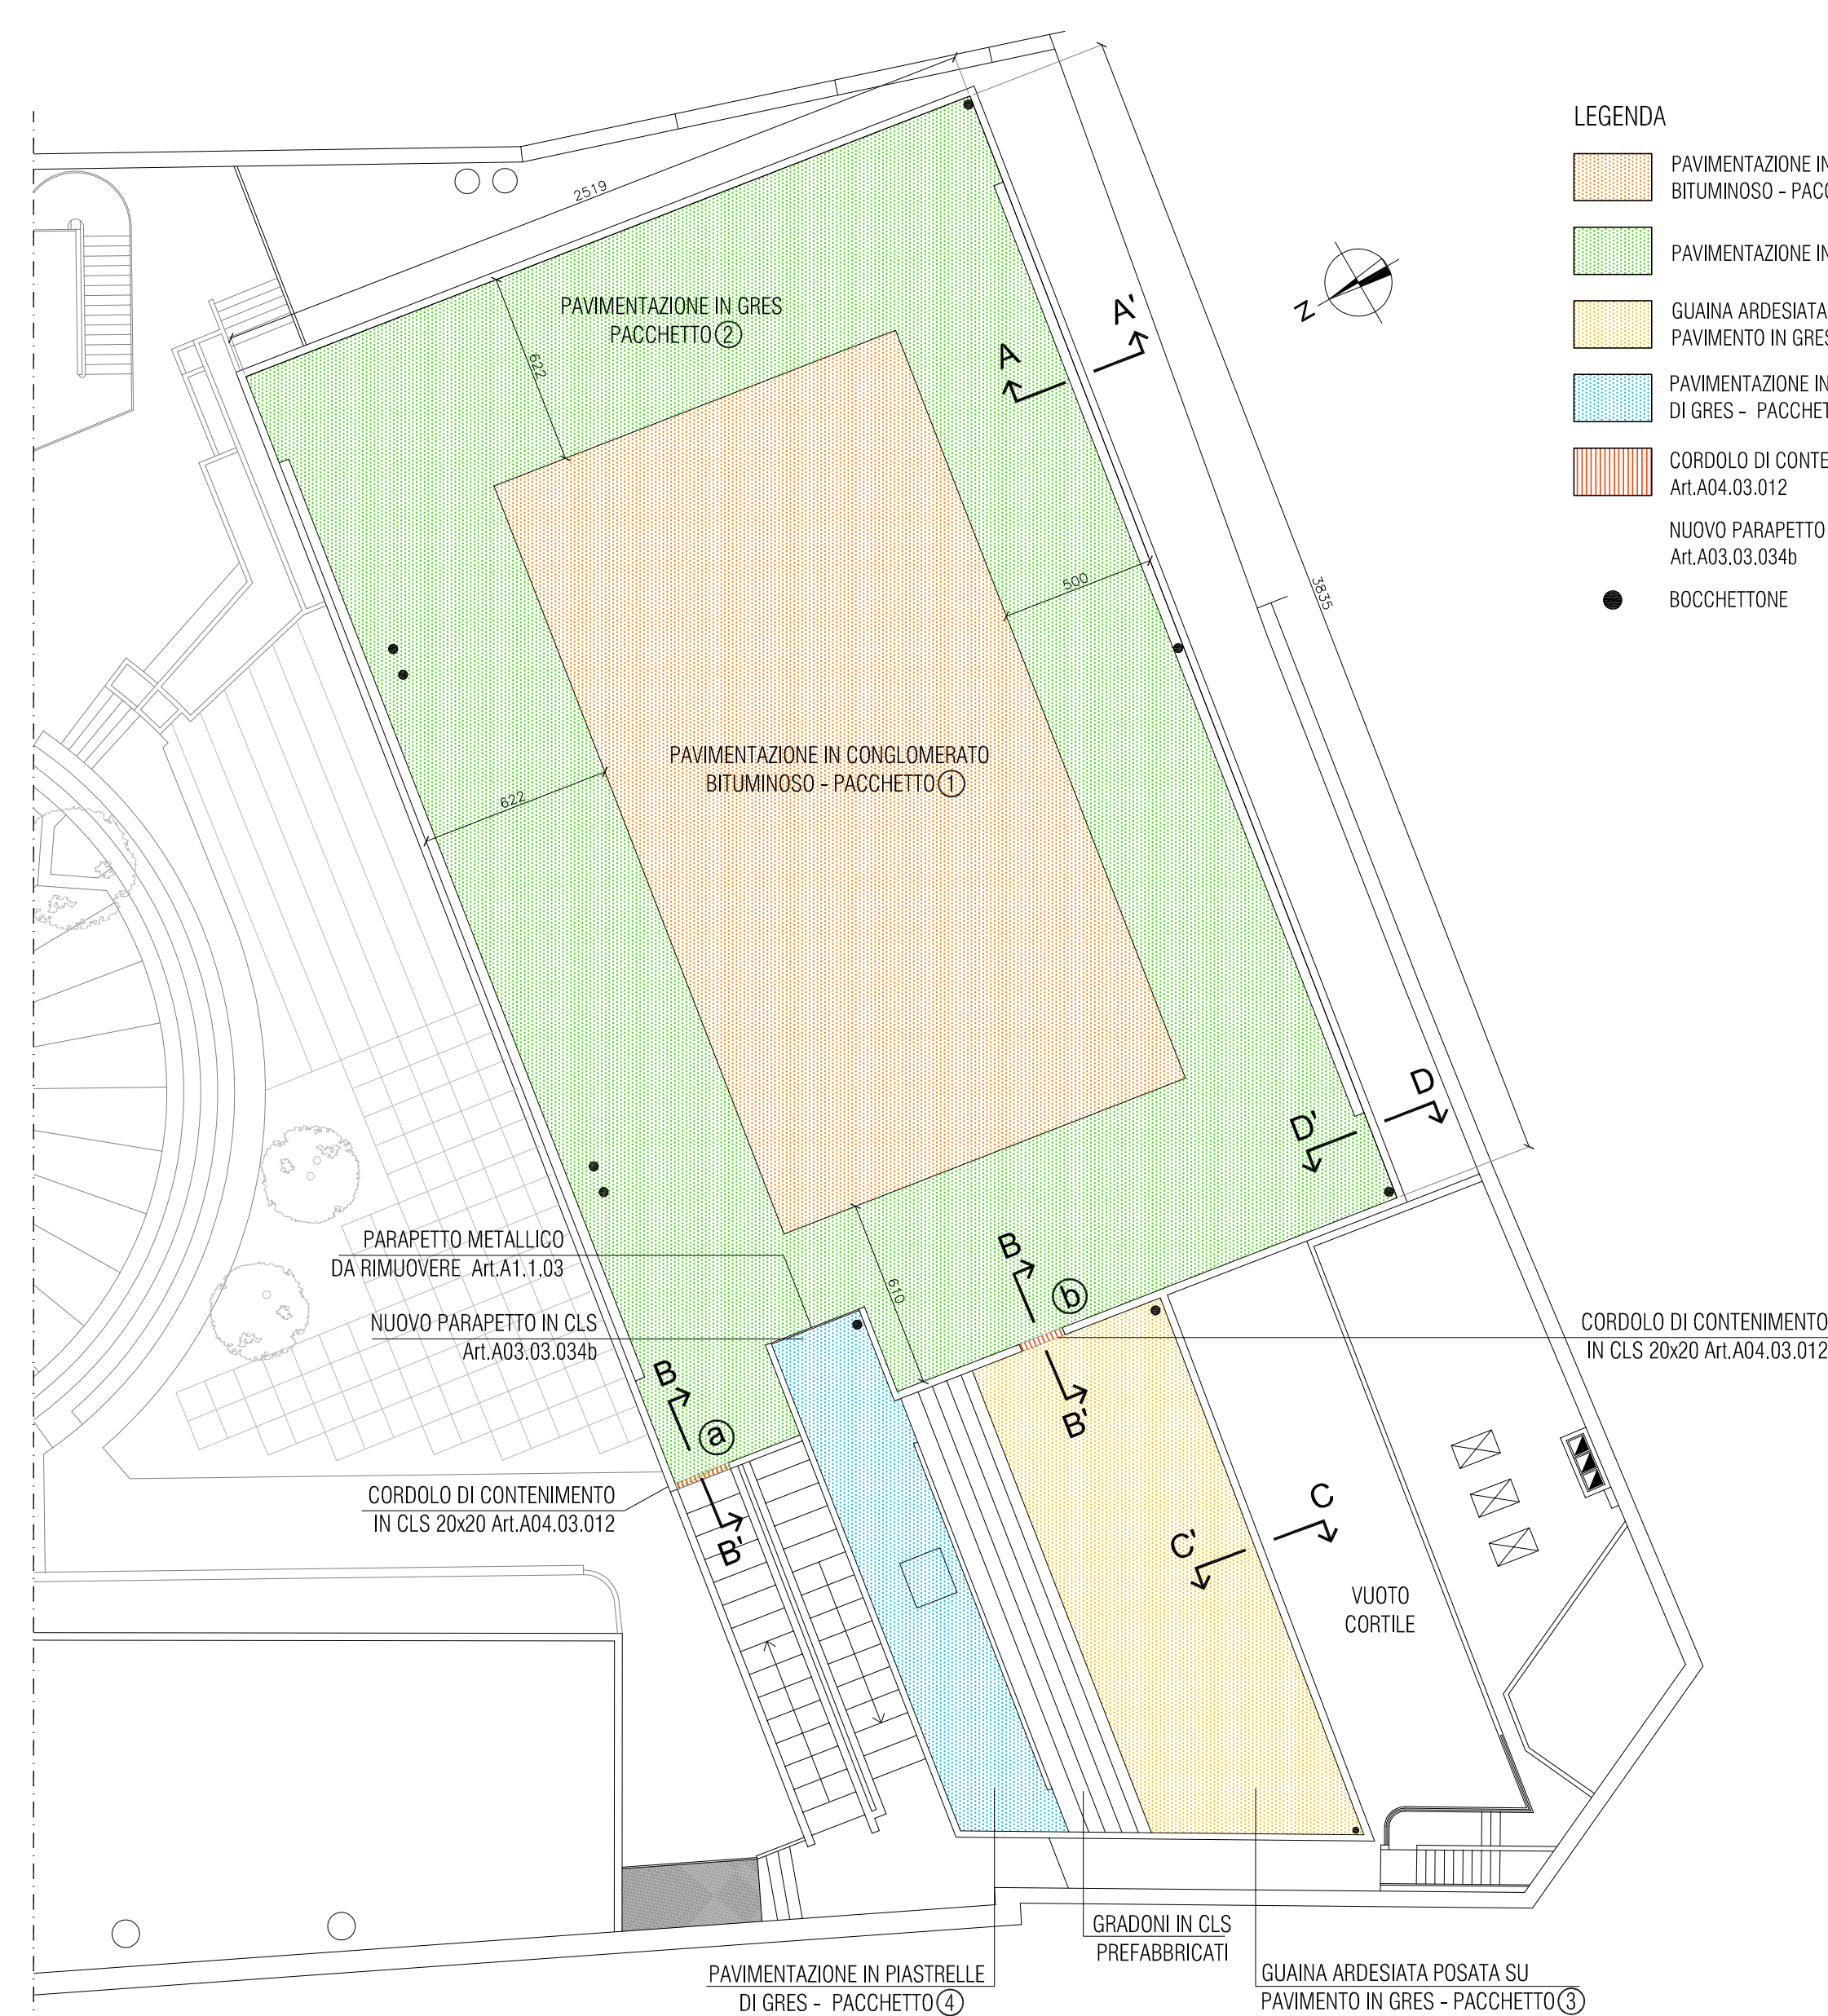 LEGENDA
PAVIMENTAZIONE IN
BITUMINOSO - PACC
PAVIMENTAZIONE IN
GUAINA ARDESIATA
PAVIMENTO IN GRES
PAVIMENTAZIONE IN
DI GRES - PACCHET
CORDOLO DI CONTE
Art.A04.03.012
NUOVO PARAPETTO
Art.A03.03.034b
BOCCHETTONE
2519
PAVIMENTAZIONE IN GRES
PACCHETTO 2
622
N
A'
A
500
3835
PAVIMENTAZIONE IN CONGLOMERATO
BITUMINOSO - PACCHETTO 1
622
D
D'
PARAPETTO METALLICO
DA RIMUOVERE Art.A1.1.03
NUOVO PARAPETTO IN CLS
Art.A03.03.034b
610
B
b
B'
CORDOLO DI CONTENIMENTO
IN CLS 20x20 Art.A04.03.012
B
a
B'
CORDOLO DI CONTENIMENTO
IN CLS 20x20 Art.A04.03.012
C
C'
VUOTO
CORTILE
GRADONI IN CLS
PREFABBRICATI
PAVIMENTAZIONE IN PIASTRELLE
DI GRES - PACCHETTO 4
GUAINA ARDESIATA POSATA SU
PAVIMENTO IN GRES - PACCHETTO 3